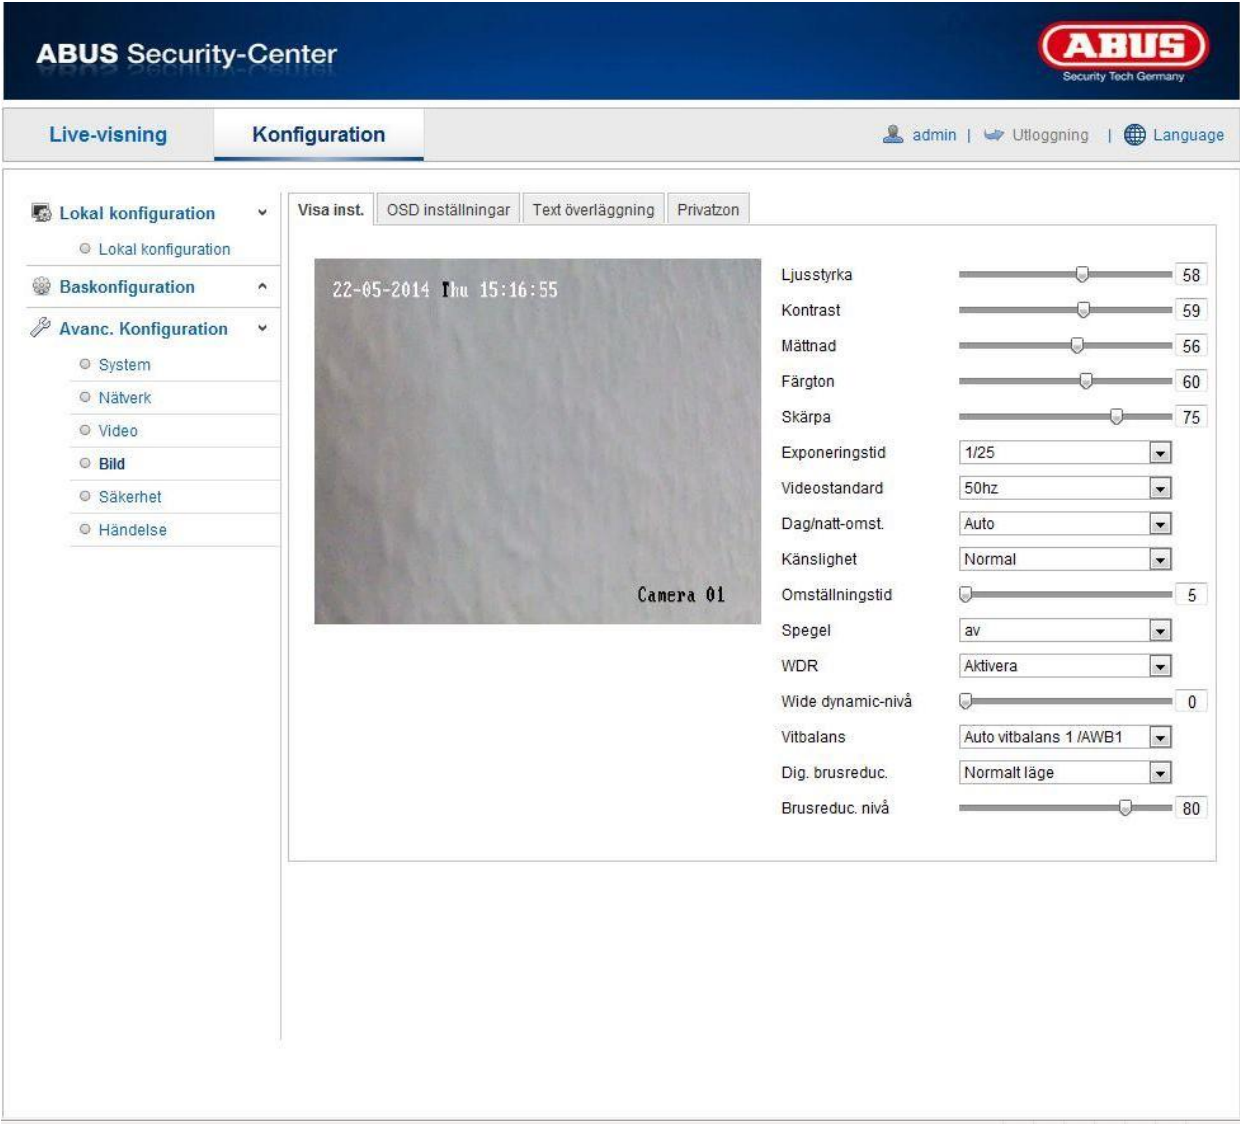 ABUS Security-Center
ABUS
Security Tech Germany
Live-visning
Konfiguration
admin | Utloggning | Language
Lokal konfiguration
Lokal konfiguration
Baskonfiguration
Avanc. Konfiguration
System
Nätverk
Video
Bild
Säkerhet
Händelse
Visa inst.
OSD inställningar
Text överläggning
Privatzon
22-05-2014 Thu 15:16:55
Camera 01
Ljusstyrka 58
Kontrast 59
Mättnad 56
Färgton 60
Skärpa 75
Exponeringstid 1/25
Videostandard 50hz
Dag/natt-omst. Auto
Känslighet Normal
Omställningstid 5
Spegel av
WDR Aktivera
Wide dynamic-nivå 0
Vitbalans Auto vitbalans 1 /AWB1
Dig. brusreduc. Normalt läge
Brusreduc. nivå 80